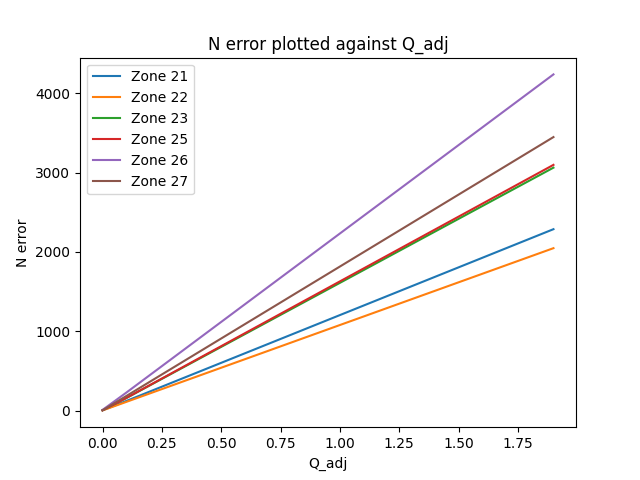 N error plotted against Q_adj
Zone 21
Zone 22
Zone 23
Zone 25
Zone 26
Zone 27
4000
3000
2000
1000
0
N error
0.00 0.25 0.50 0.75 1.00 1.25 1.50 1.75
Q_adj